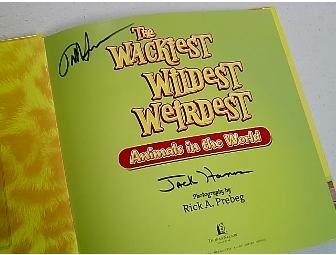 The
Wackiest
Wildest
Weirdest
Animals in the World
Jack Hanna
Photographs by
Rick A. Prebeg